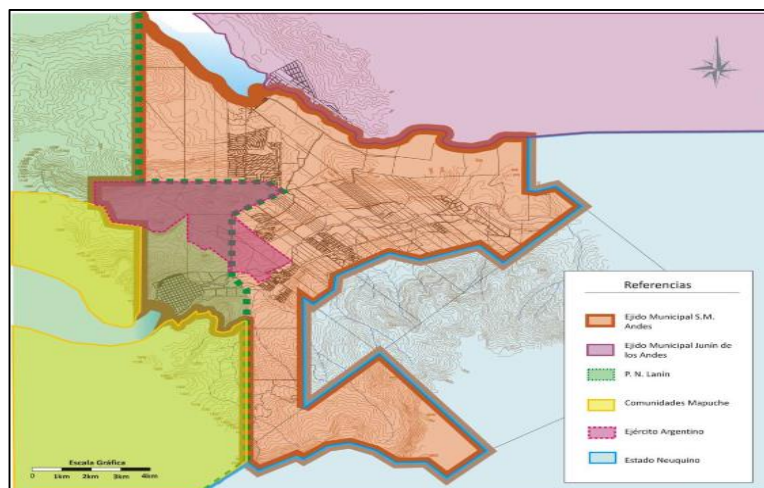 Referencias
Ejido Municipal S.M.
Andes
Ejido Municipal Junín de
los Andes
P. N. Lanín
Comunidades Mapuche
Ejército Argentino
Estado Neuquino
Escala Gráfica
0 1km 2km 3km 4km